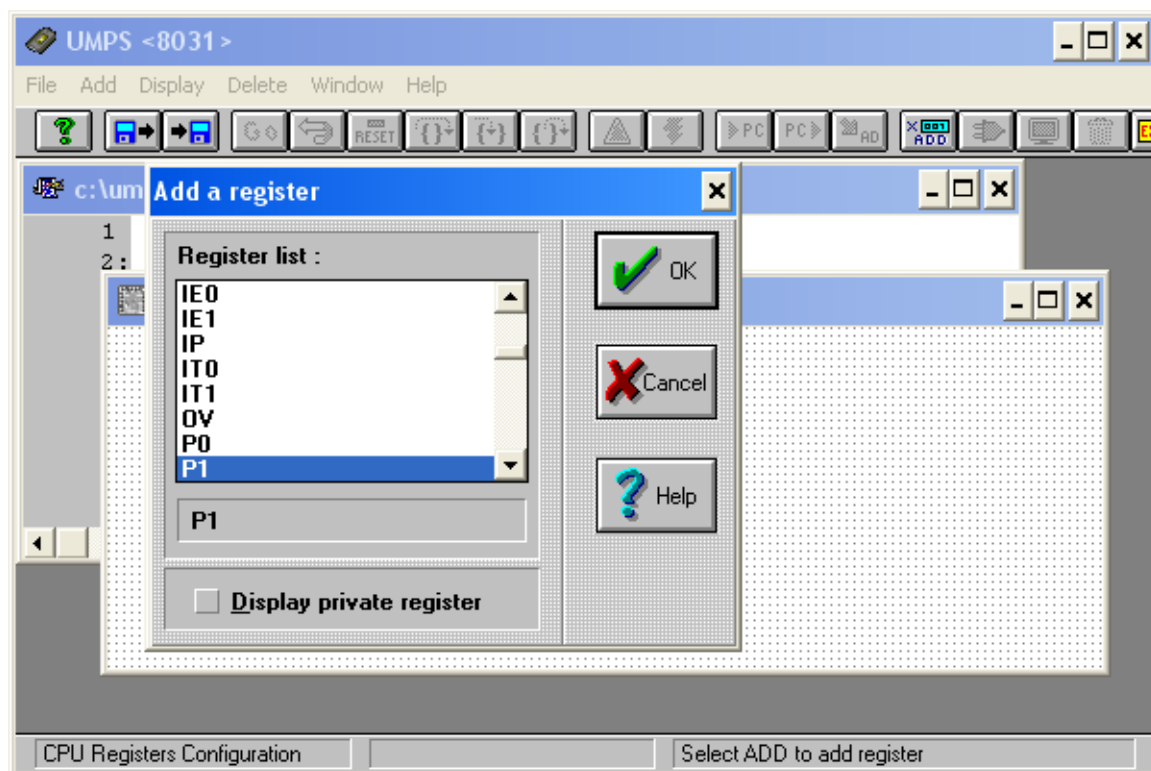 UMPS <8031>
File Add Display Delete Window Help
Go RESET PC PC AD X 001 ADD
c:\um
Add a register
1
2:
Register list :
IE0
IE1
IP
IT0
IT1
OV
P0
P1
P1
Display private register
OK
Cancel
Help
CPU Registers Configuration
Select ADD to add register